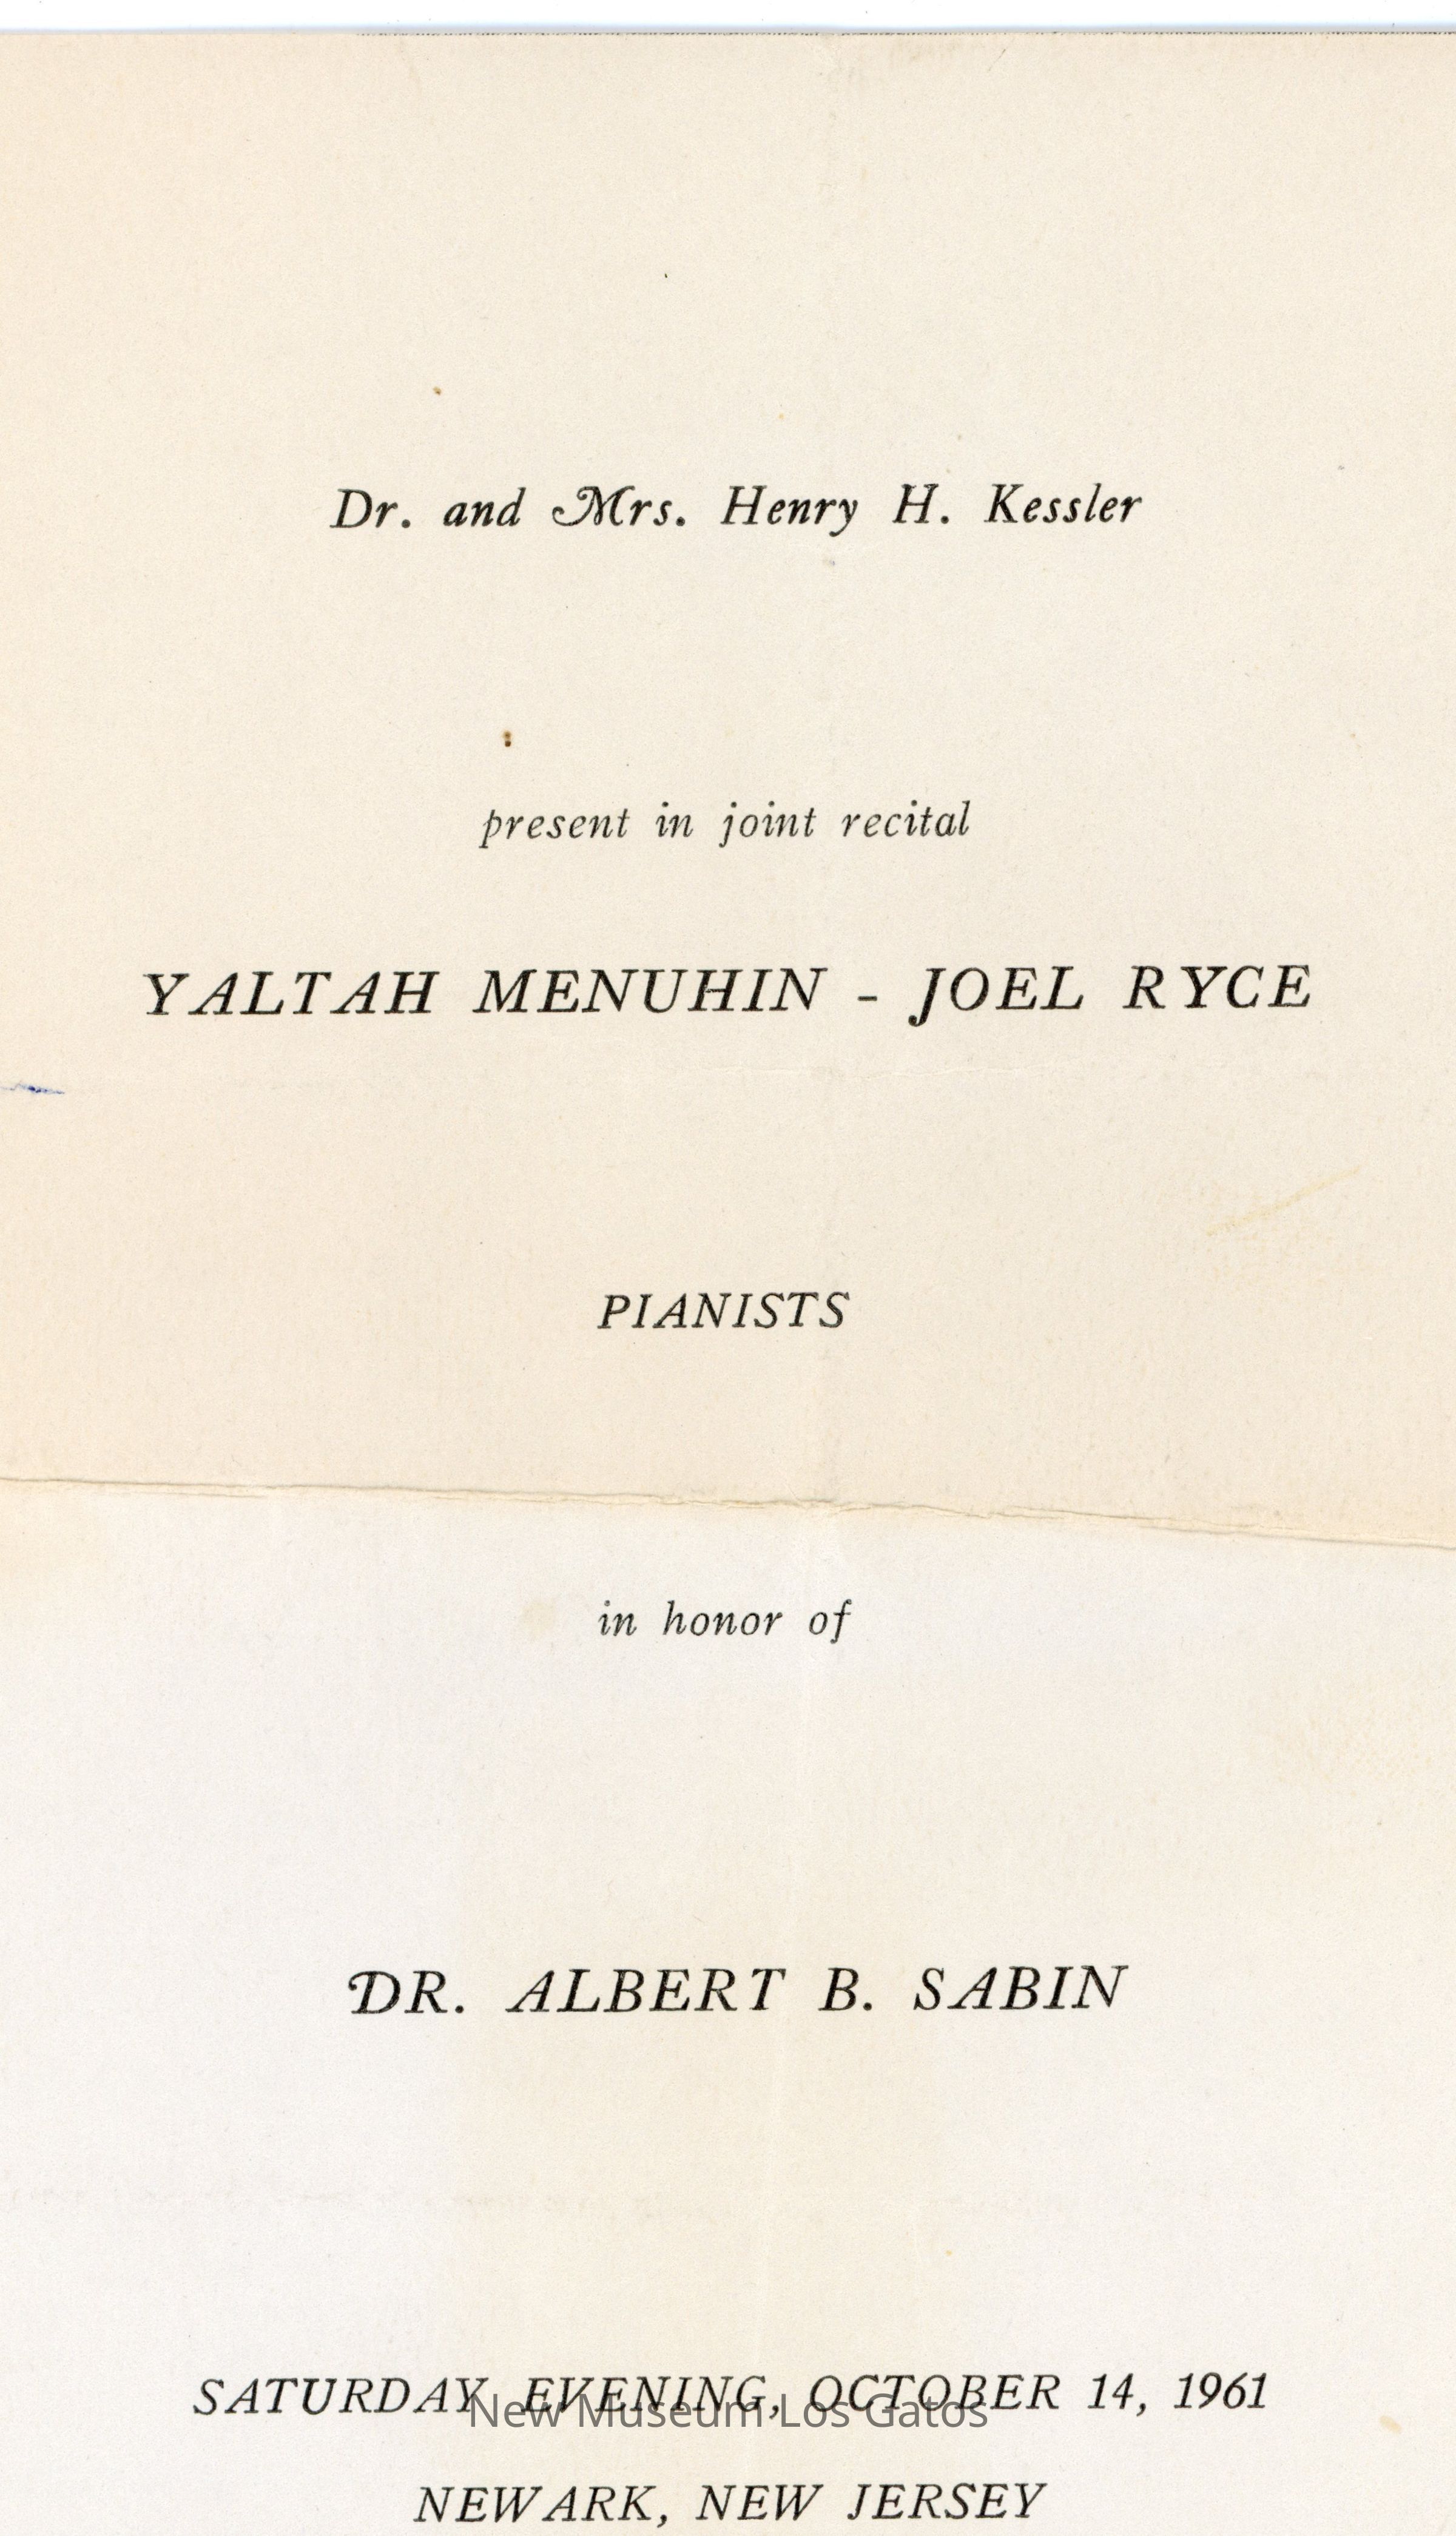 Dr. and Mrs. Henry H. Kessler
present in joint recital
YALTAH MENUHIN - JOEL RYCE
PIANISTS
in honor of
DR. ALBERT B. SABIN
SATURDAY EVENING, OCTOBER 14, 1961
New Museum Los Gatos
NEWARK, NEW JERSEY